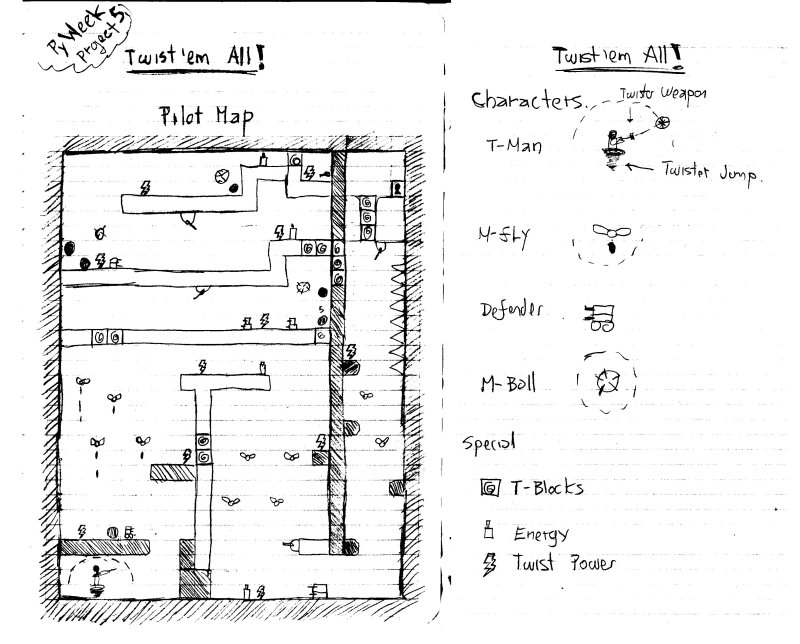 PyWeek 5
Project
Twist'em All!
Pilot Map
Twist'em All!
Characters.
Twister Weapon
T-Man
Twister Jump.
M-fly
Defender
M-Boll
Special
T-Blocks
Energy
Twist Power